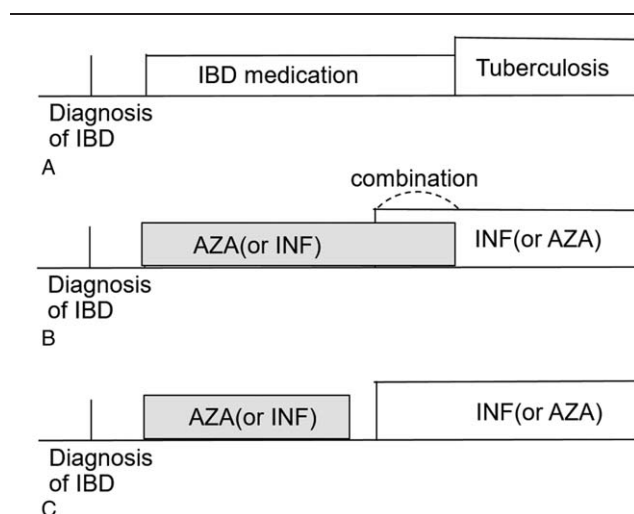 IBD medication
Tuberculosis
Diagnosis
of IBD
A
combination
AZA(or INF)
INF(or AZA)
Diagnosis
of IBD
B
AZA(or INF)
INF(or AZA)
Diagnosis
of IBD
C